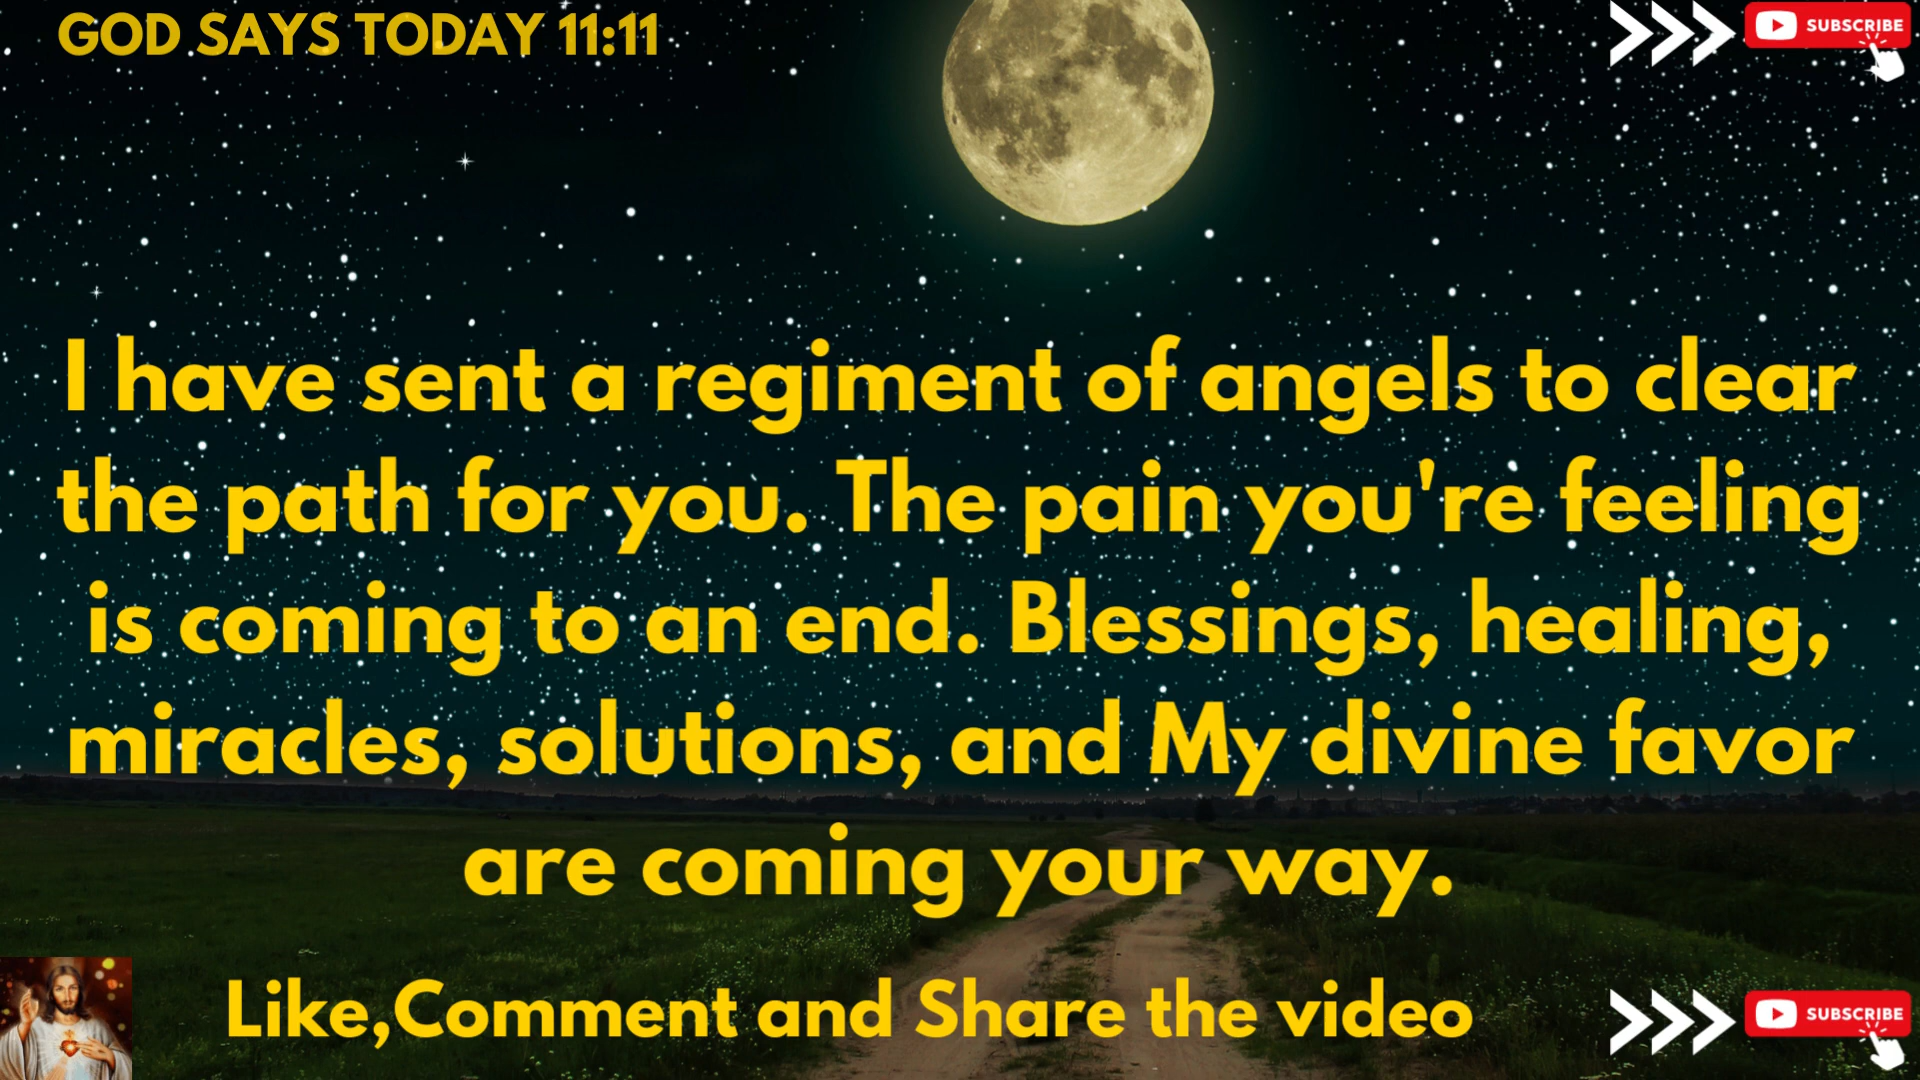 GOD SAYS TODAY 11:11
SUBSCRIBE
I have sent a regiment of angels to clear
the path for you. The pain you're feeling
is coming to an end. Blessings, healing,
miracles, solutions, and My divine favor
are coming your way.
Like,Comment and Share the video
SUBSCRIBE